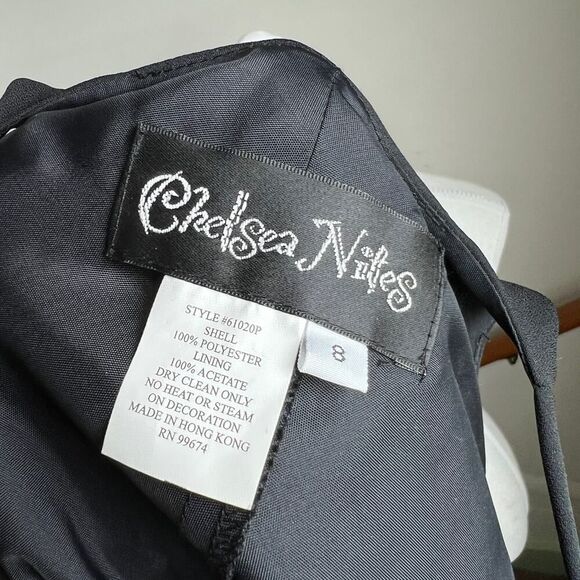 Chelsea Nites
8
STYLE #61020P
SHELL
100% POLYESTER
LINING
100% ACETATE
DRY CLEAN ONLY
NO HEAT OR STEAM
ON DECORATION
MADE IN HONG KONG
RN 99674